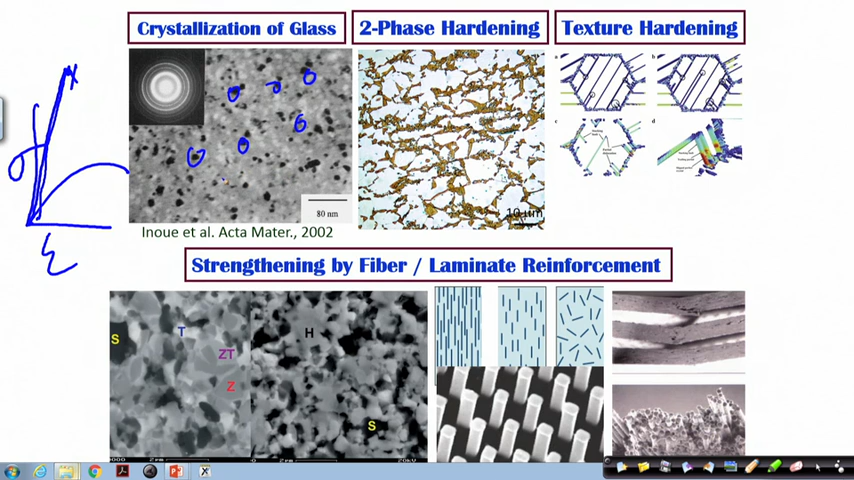 Crystallization of Glass
2-Phase Hardening
Texture Hardening
σ
ε
80 nm
10 µm
Inoue et al. Acta Mater., 2002
Strengthening by Fiber / Laminate Reinforcement
S
T
ZT
Z
H
S